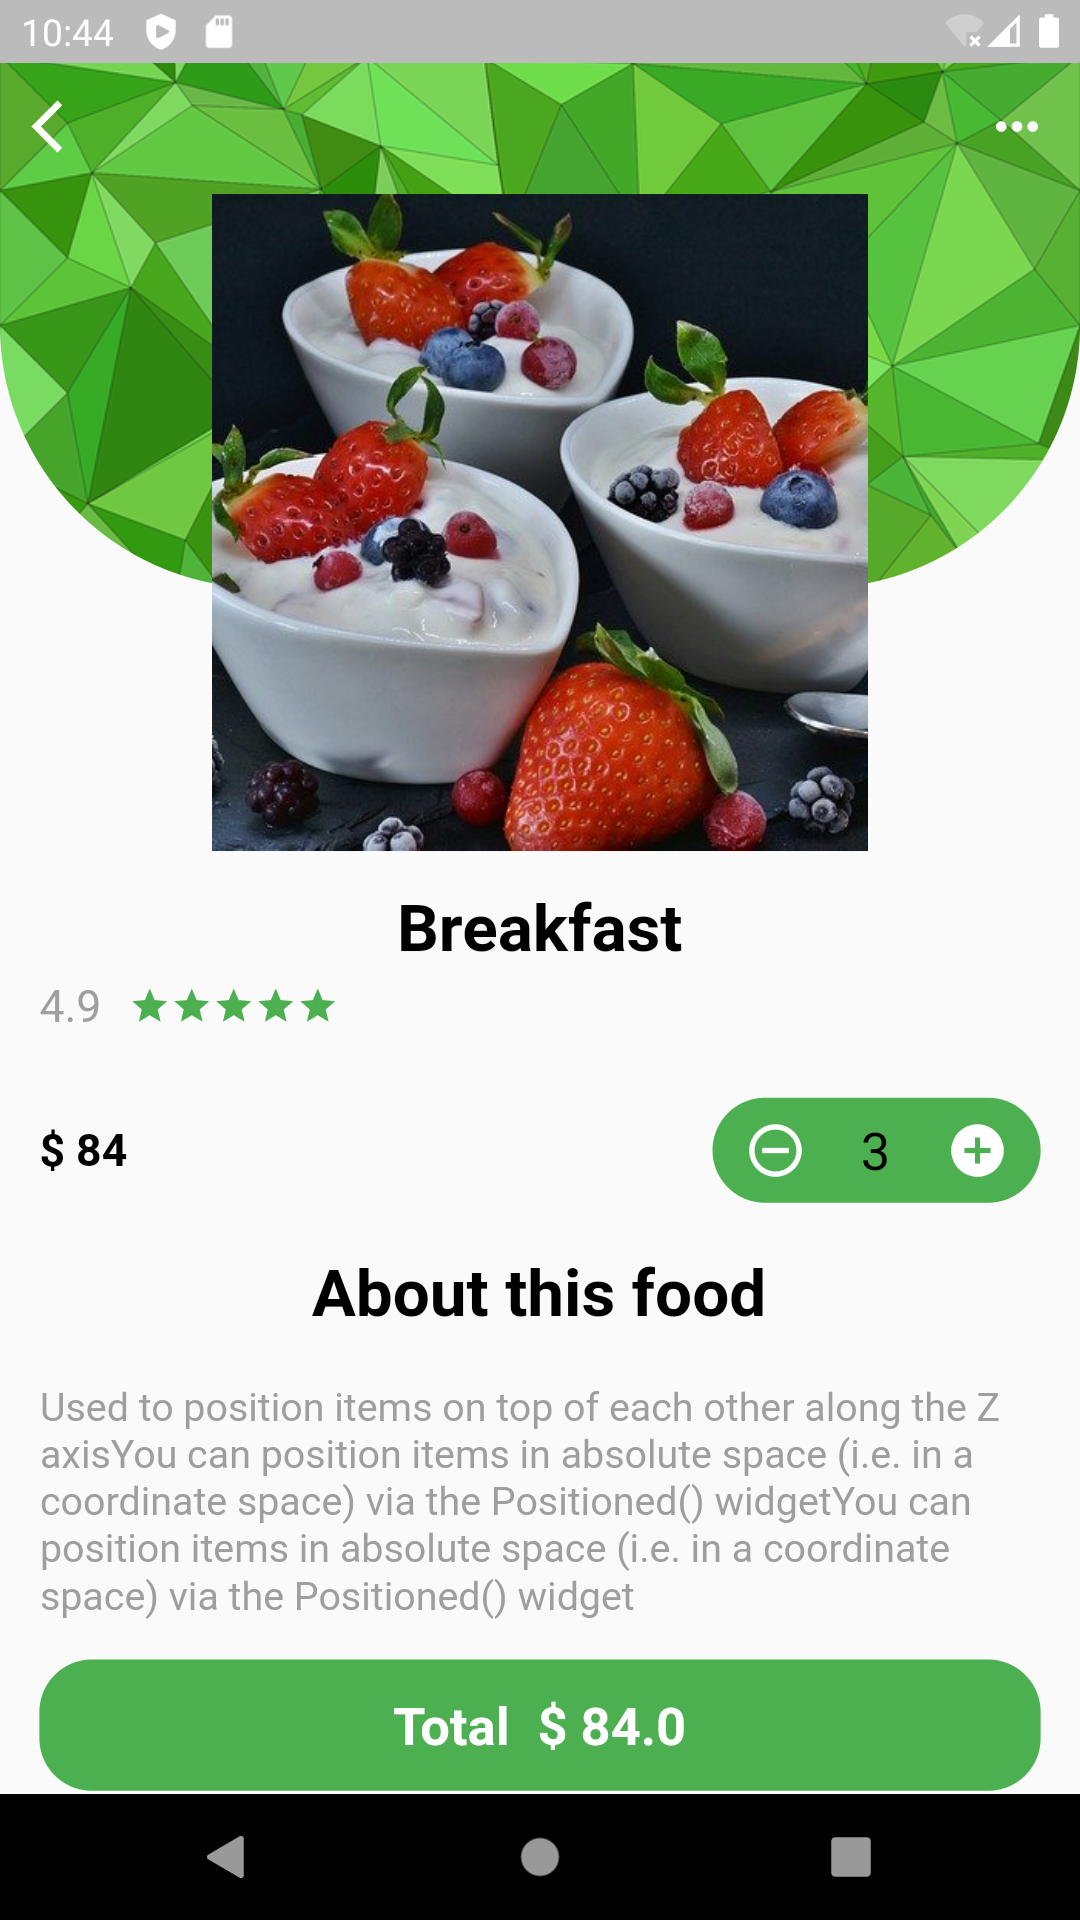 10:44
Breakfast
4.9
$ 84
3
About this food
Used to position items on top of each other along the Z
axisYou can position items in absolute space (i.e. in a
coordinate space) via the Positioned() widgetYou can
position items in absolute space (i.e. in a coordinate
space) via the Positioned() widget
Total $ 84.0